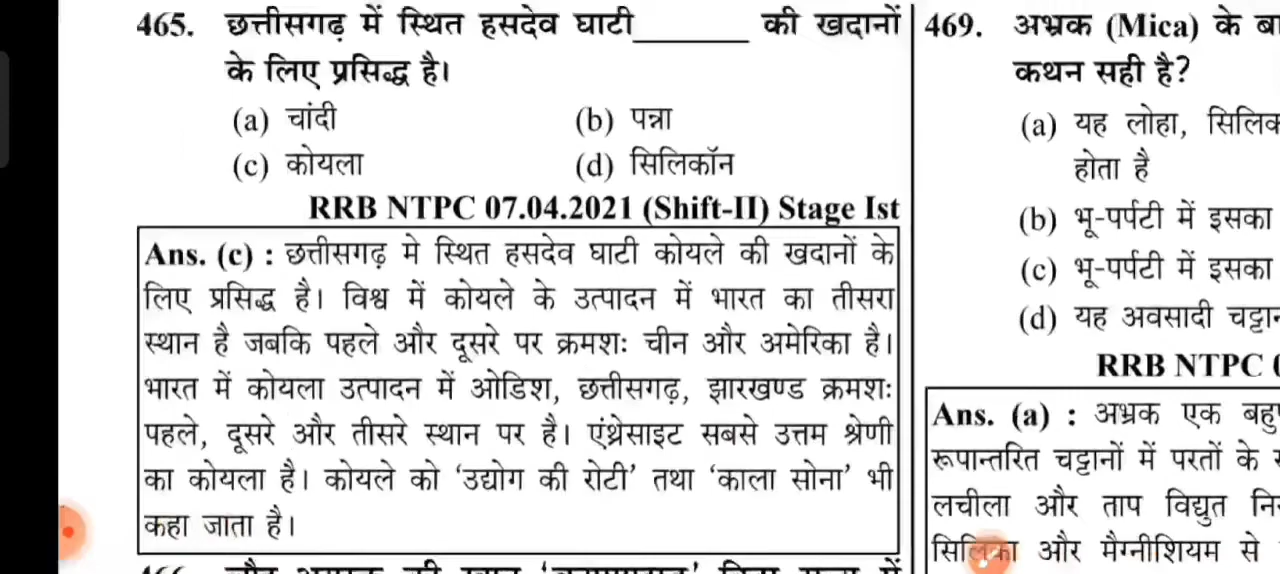 465. छत्तीसगढ़ में स्थित हसदेव घाटी________ की खदानों
के लिए प्रसिद्ध है।
(a) चांदी (b) पन्ना
(c) कोयला (d) सिलिकॉन
RRB NTPC 07.04.2021 (Shift-II) Stage Ist
Ans. (c) : छत्तीसगढ़ मे स्थित हसदेव घाटी कोयले की खदानों के
लिए प्रसिद्ध है। विश्व में कोयले के उत्पादन में भारत का तीसरा
स्थान है जबकि पहले और दूसरे पर क्रमशः चीन और अमेरिका है।
भारत में कोयला उत्पादन में ओडिश, छत्तीसगढ़, झारखण्ड क्रमशः
पहले, दूसरे और तीसरे स्थान पर है। एंथ्रेसाइट सबसे उत्तम श्रेणी
का कोयला है। कोयले को ‘उद्योग की रोटी’ तथा ‘काला सोना’ भी
कहा जाता है।
469. अभ्रक (Mica) के
कथन सही है?
(a) यह लोहा,
होता है
(b) भू-पर्पटी में इसका
(c) भू-पर्पटी में इसका
(d) यह अवसादी
RRB NTPC
Ans. (a) : अभ्रक एक
रूपान्तरित चट्टानों में परतों के
लचीला और ताप विद्युत
सिलिका और मैग्नीशियम से